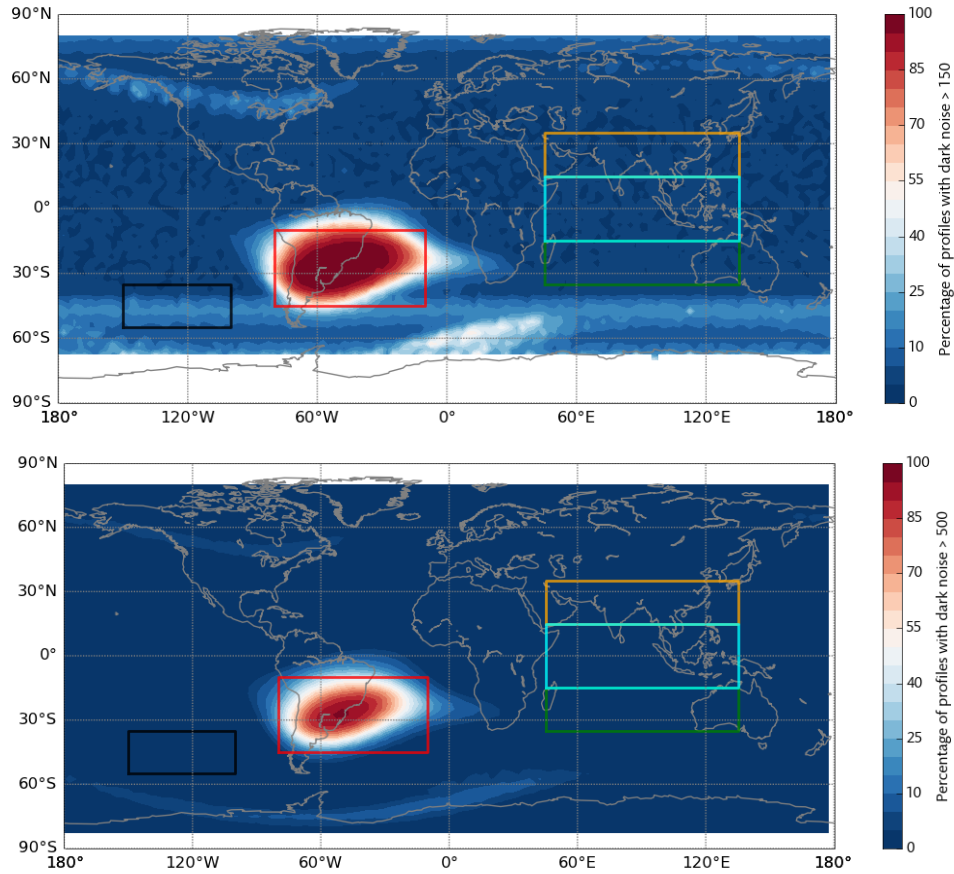 90°N
60°N
30°N
0°
30°S
60°S
90°S
180°
120°W
60°W
0°
60°E
120°E
180°
100
85
70
55
40
25
10
0
Percentage of profiles with dark noise > 150
90°N
60°N
30°N
0°
30°S
60°S
90°S
180°
120°W
60°W
0°
60°E
120°E
180°
100
85
70
55
40
25
10
0
Percentage of profiles with dark noise > 500